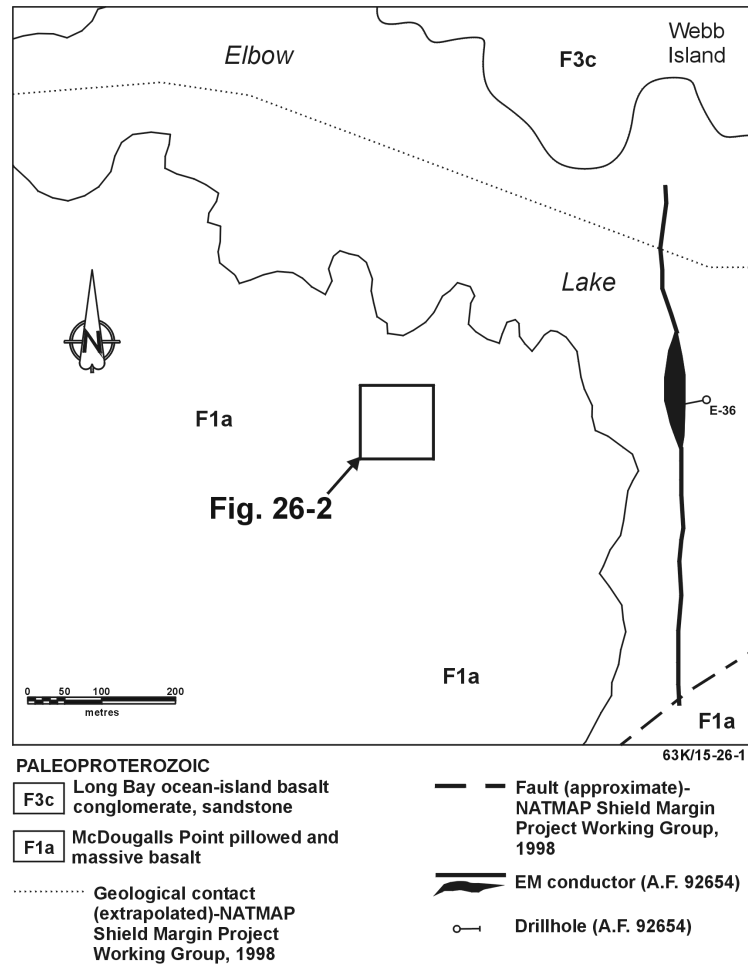 Elbow
Webb
Island
F3c
Lake
N
E-36
F1a
Fig. 26-2
F1a
F1a
0 50 100 200
metres
63K/15-26-1
PALEOPROTEROZOIC
F3c
Long Bay ocean-island basalt
conglomerate, sandstone
F1a
McDougalls Point pillowed and
massive basalt
Geological contact
(extrapolated)-NATMAP
Shield Margin Project
Working Group, 1998
Fault (approximate)-
NATMAP Shield Margin
Project Working Group,
1998
EM conductor (A.F. 92654)
Drillhole (A.F. 92654)